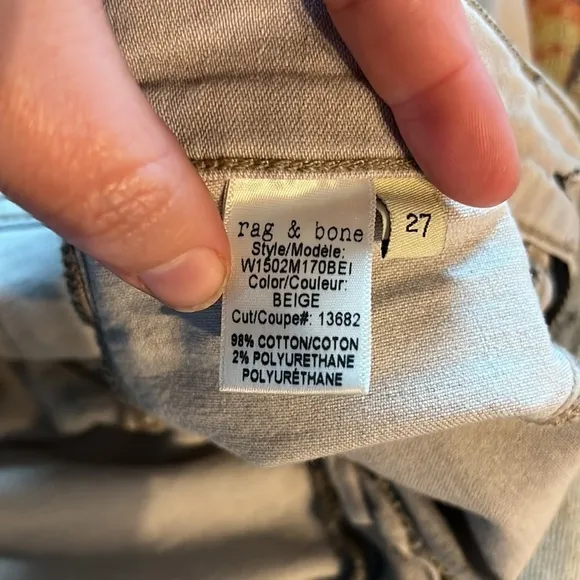 rag & bone
Style/Modèle:
W1502M170BEI
Color/Couleur:
BEIGE
Cut/Coupe#: 13682
98% COTTON/COTON
2% POLYURETHANE
POLYURÉTHANE
27